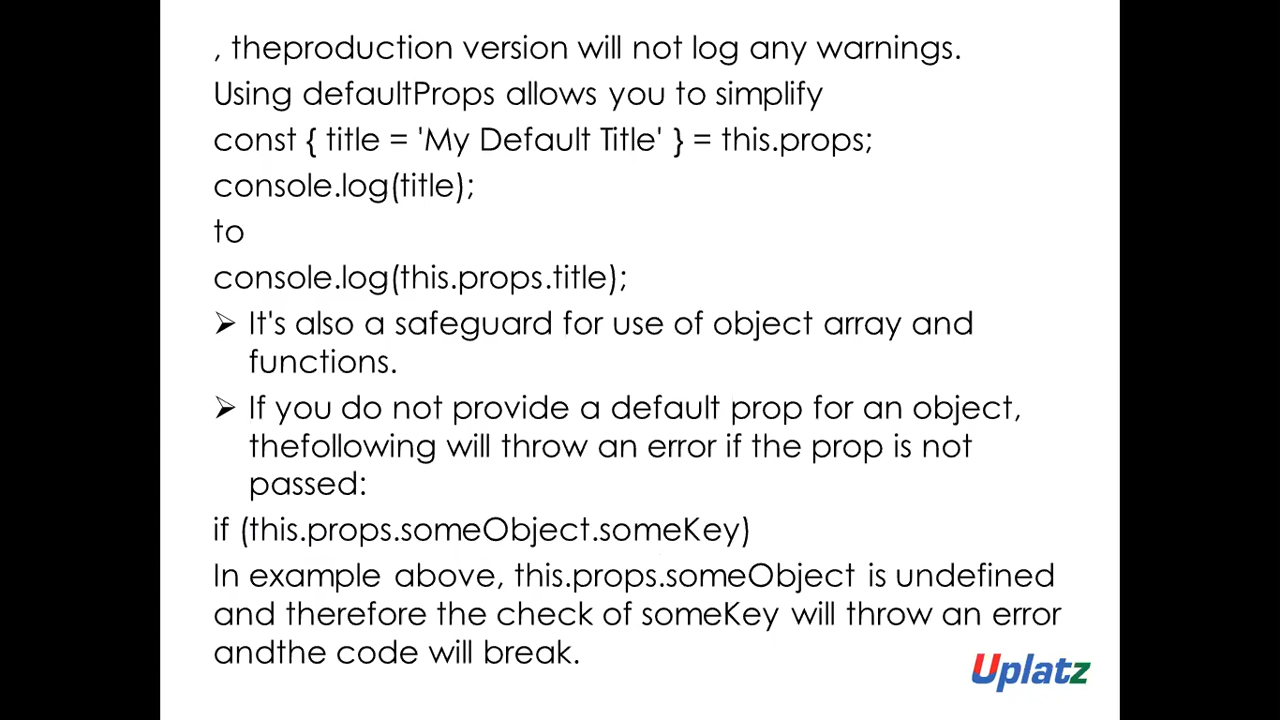 , theproduction version will not log any warnings.
Using defaultProps allows you to simplify
const { title = 'My Default Title' } = this.props;
console.log(title);
to
console.log(this.props.title);
➢ It's also a safeguard for use of object array and
functions.
➢ If you do not provide a default prop for an object,
thefollowing will throw an error if the prop is not
passed:
if (this.props.someObject.someKey)
In example above, this.props.someObject is undefined
and therefore the check of someKey will throw an error
andthe code will break.
Uplatz